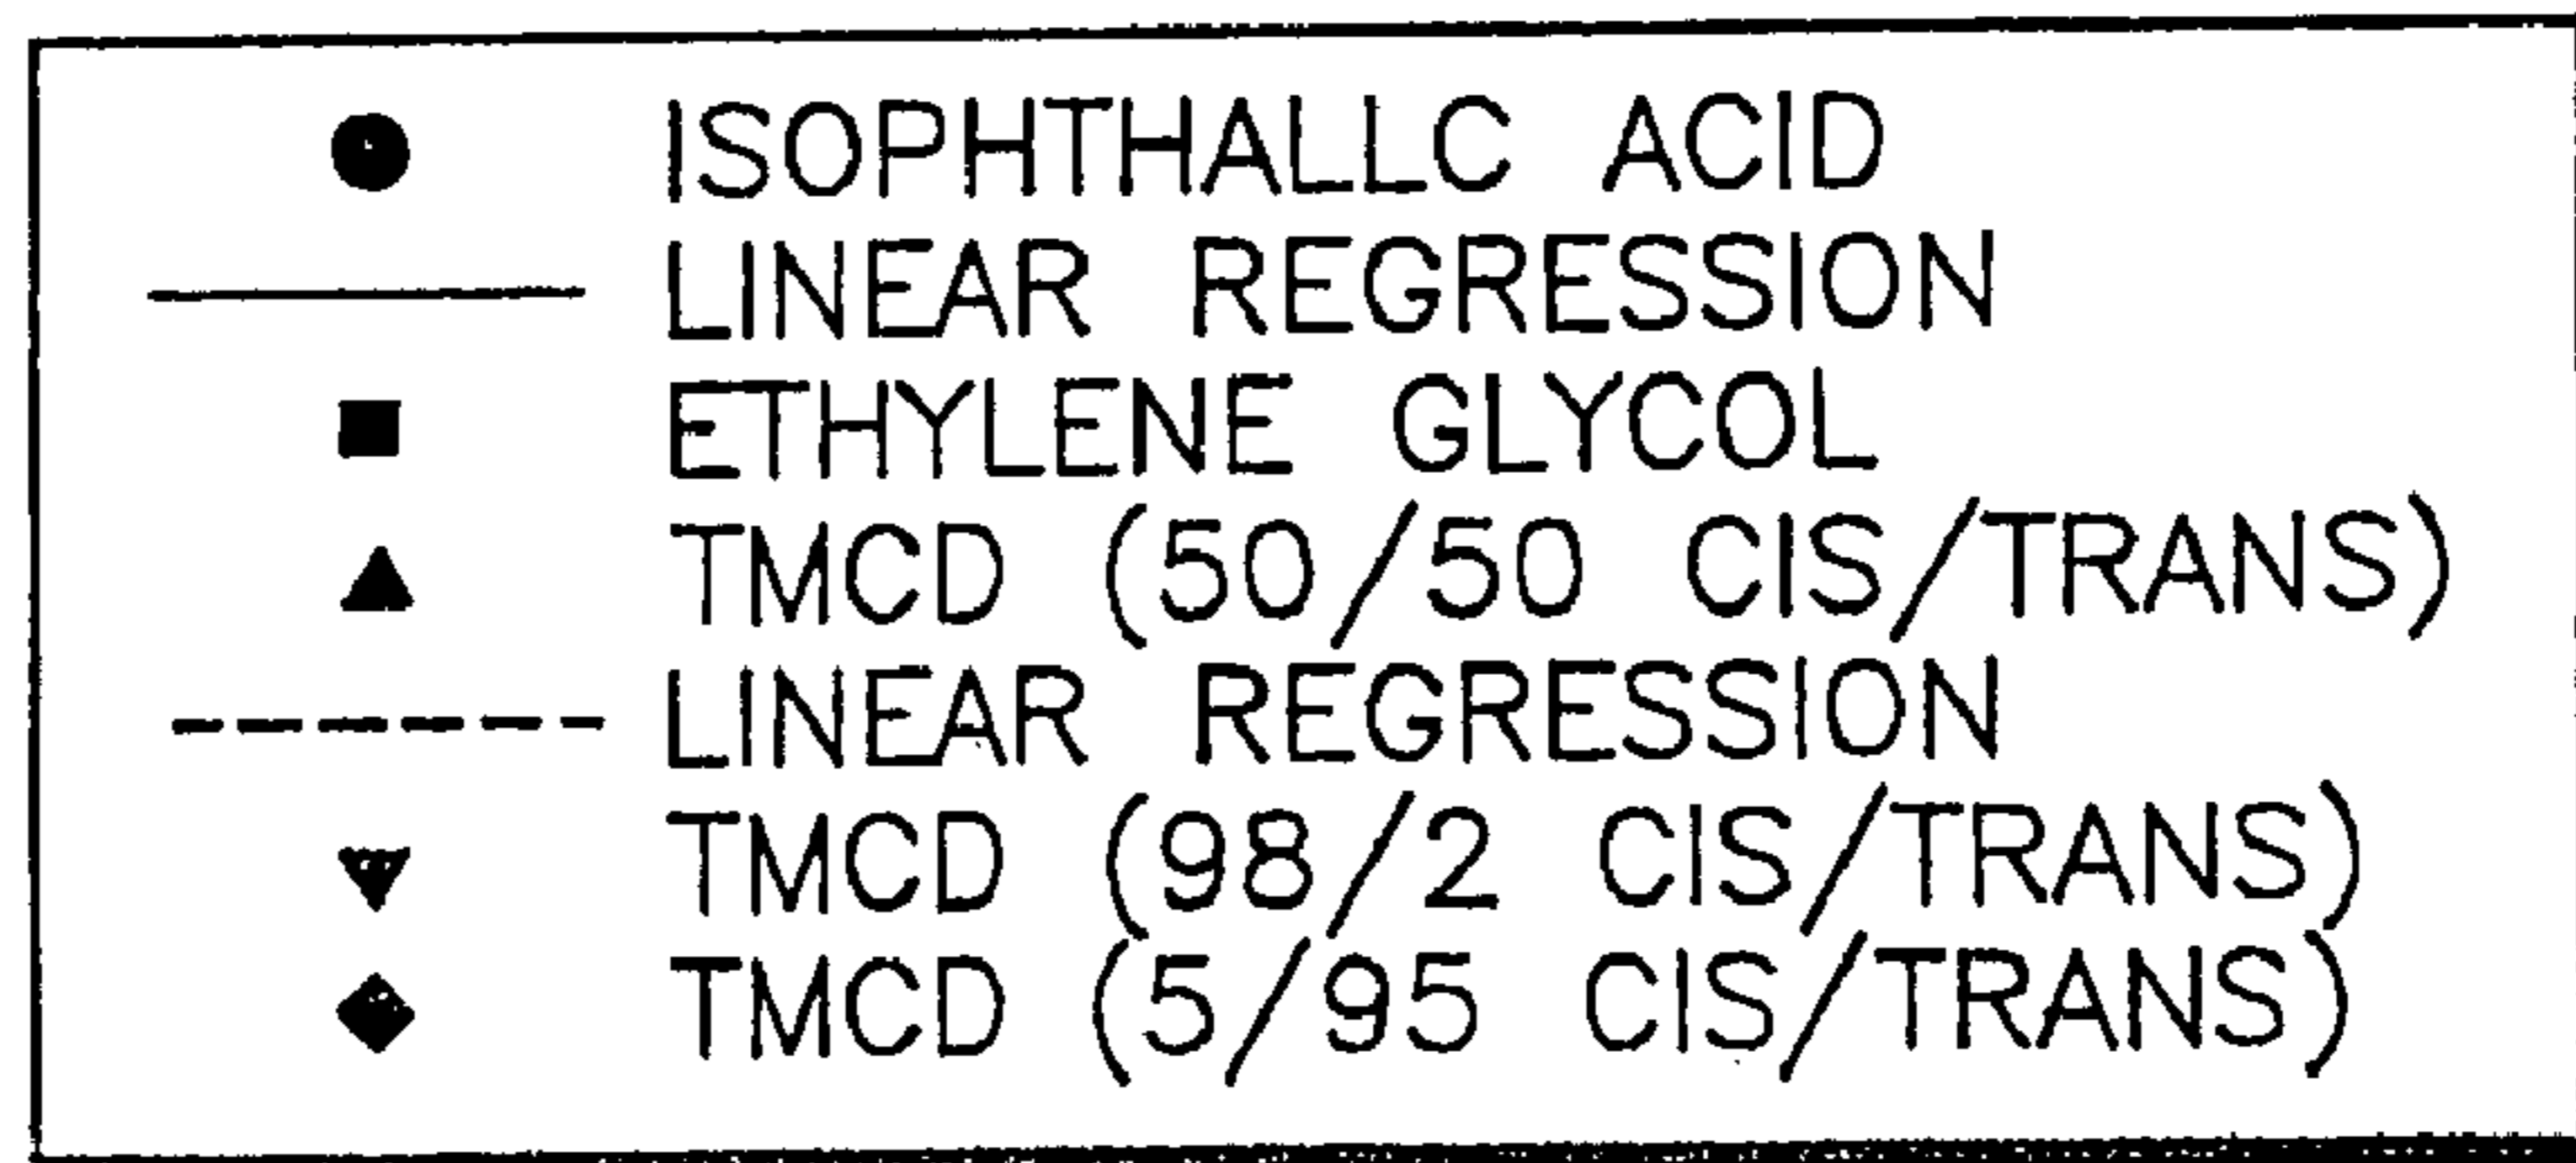 ISOPHTHALLC ACID
LINEAR REGRESSION
ETHYLENE GLYCOL
TMCD (50/50 CIS/TRANS)
LINEAR REGRESSION
TMCD (98/2 CIS/TRANS)
TMCD (5/95 CIS/TRANS)